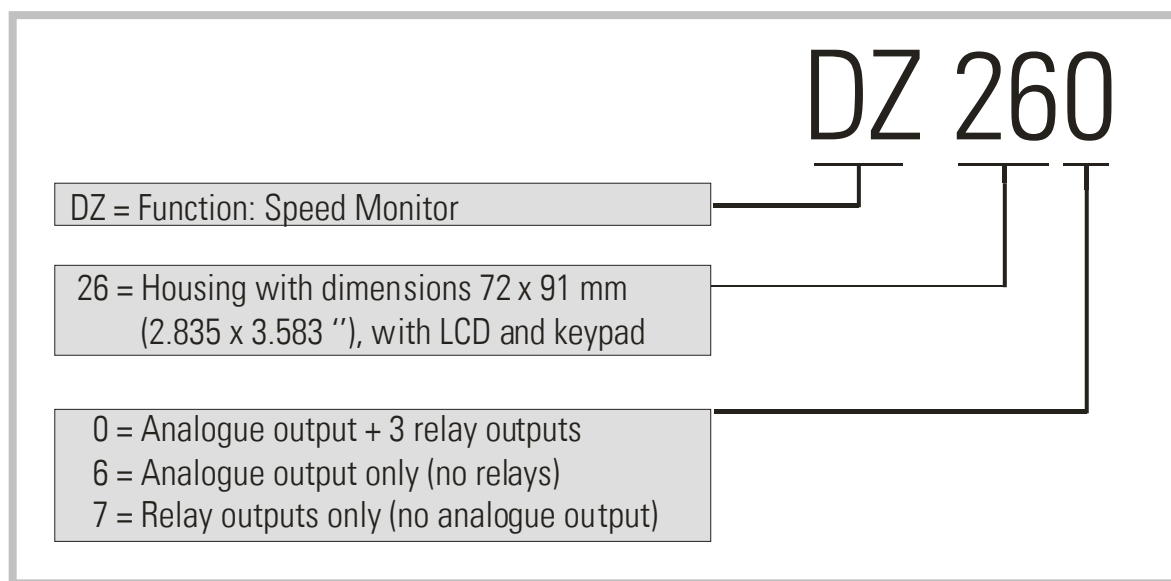 DZ 260
DZ = Function: Speed Monitor
26 = Housing with dimensions 72 x 91 mm
(2.835 x 3.583 ‘’), with LCD and keypad
0 = Analogue output + 3 relay outputs
6 = Analogue output only (no relays)
7 = Relay outputs only (no analogue output)